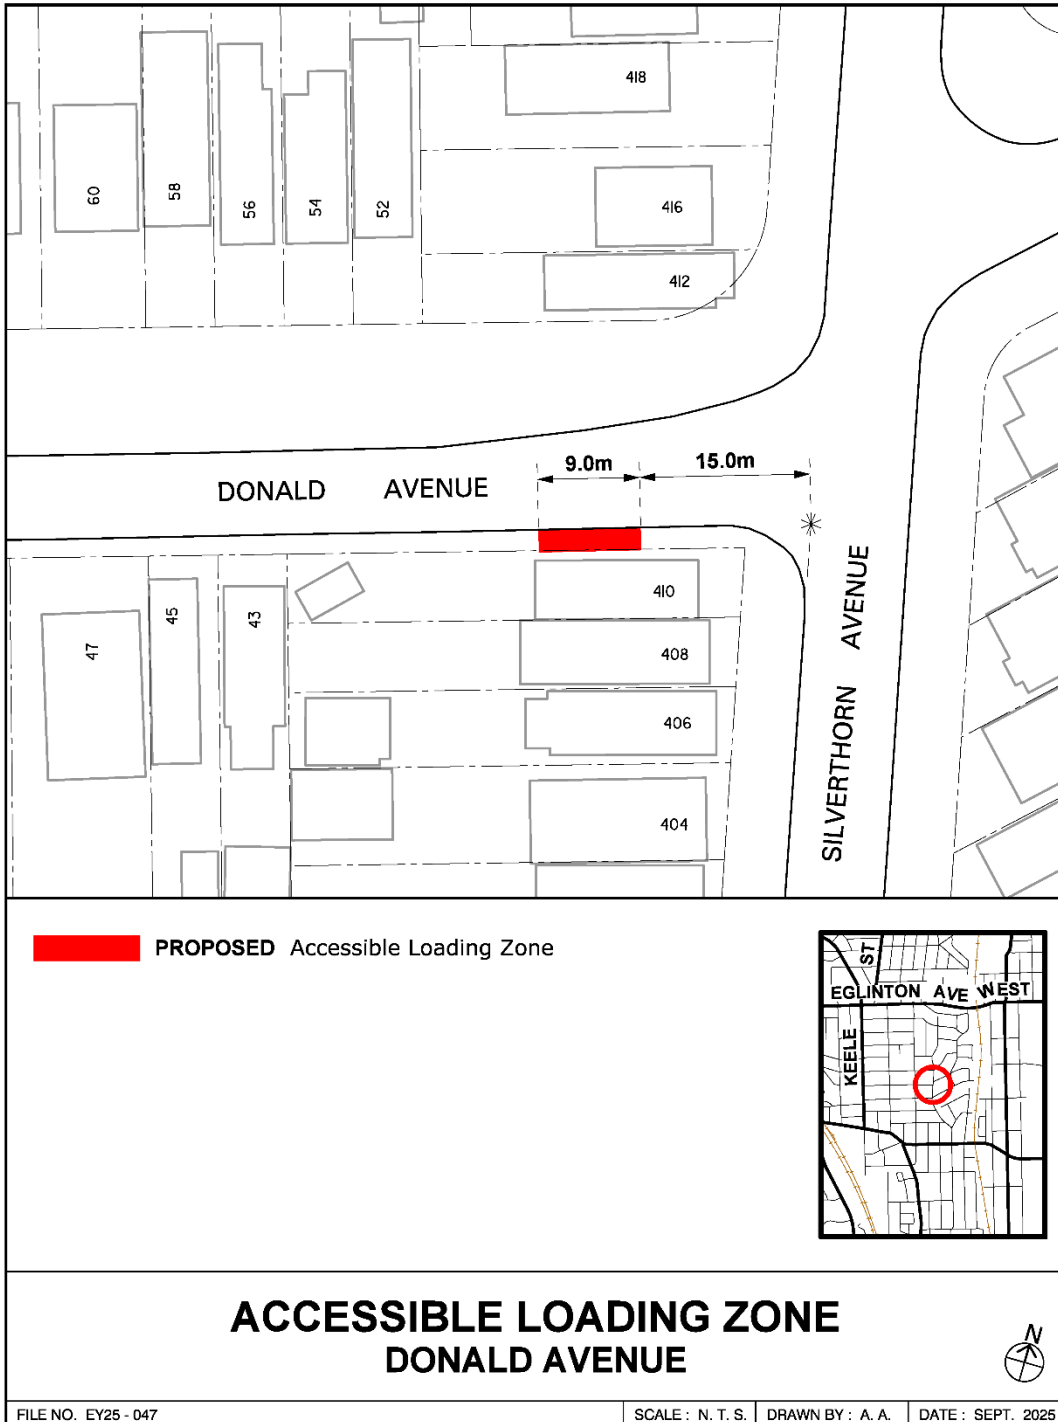 418
60
58
56
54
52
416
412
9.0m
15.0m
DONALD AVENUE
SILVERTHORN AVENUE
47
45
43
410
408
406
404
PROPOSED Accessible Loading Zone
ST
EGLINTON AVE WEST
KEELE
ACCESSIBLE LOADING ZONE
DONALD AVENUE
N
FILE NO. EY25 - 047
SCALE : N. T. S.
DRAWN BY : A. A.
DATE : SEPT. 2025